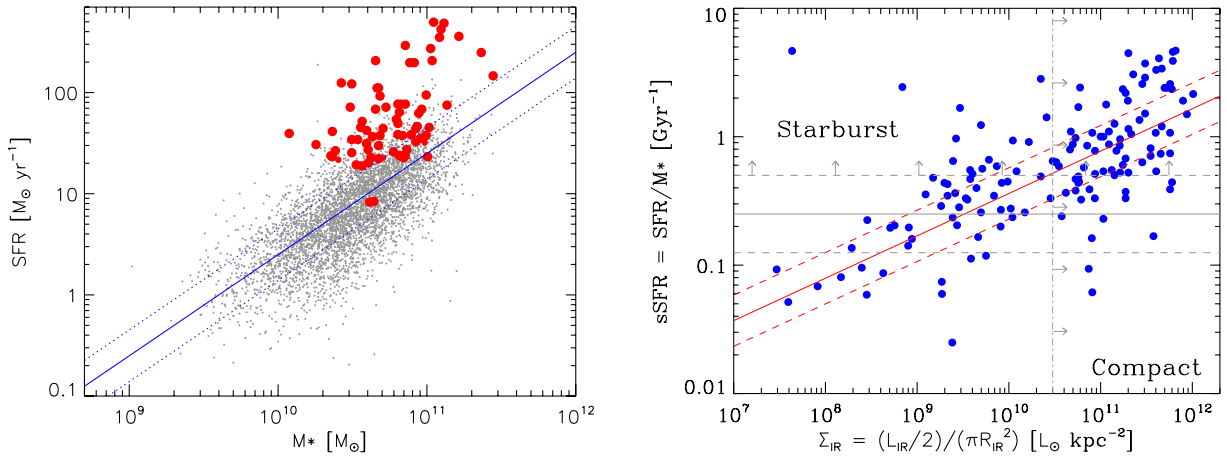 SFR [M⊙ yr⁻¹]
100
10
1
0.1
10⁹ 10¹⁰ 10¹¹ 10¹²
M* [M⊙]
sSFR = SFR/M* [Gyr⁻¹]
10
1
0.1
0.01
Starburst
Compact
10⁷ 10⁸ 10⁹ 10¹⁰ 10¹¹ 10¹²
Σ_IR = (L_IR/2)/(πR_IR²) [L⊙ kpc⁻²]